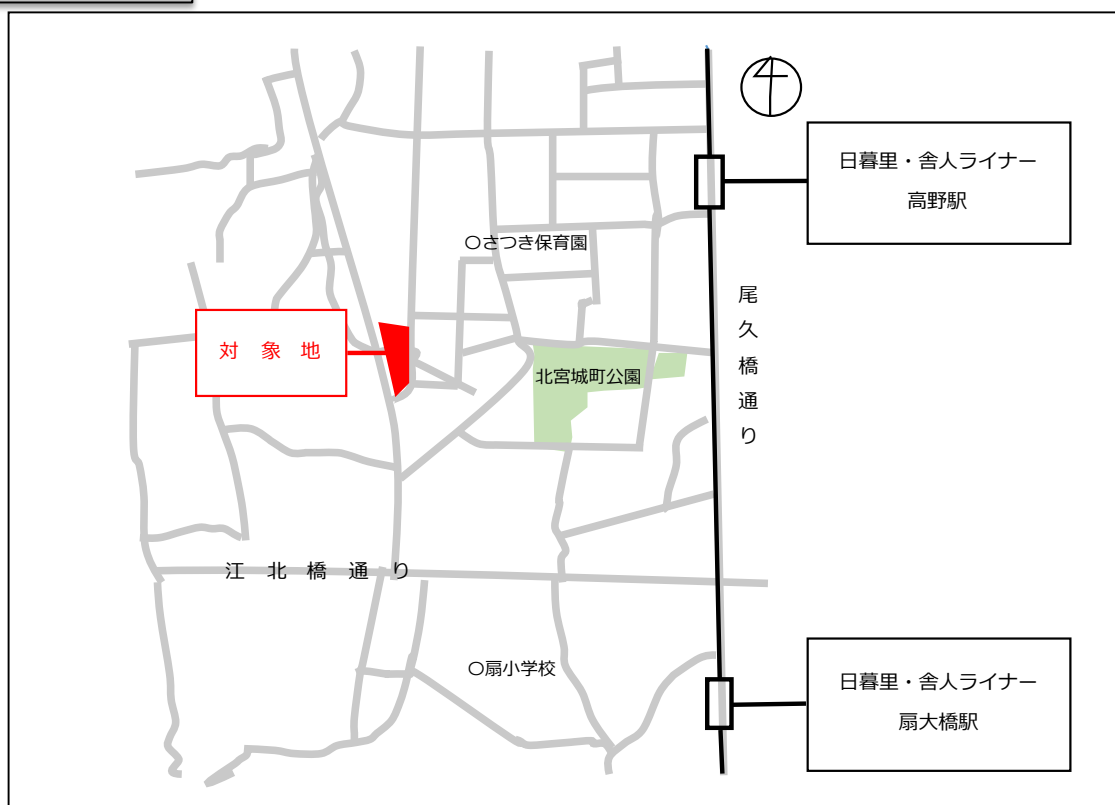 日暮里・舎人ライナー
高野駅
〇さつき保育園
尾久橋通り
対象地
北宮城町公園
江北橋通り
〇扇小学校
日暮里・舎人ライナー
扇大橋駅